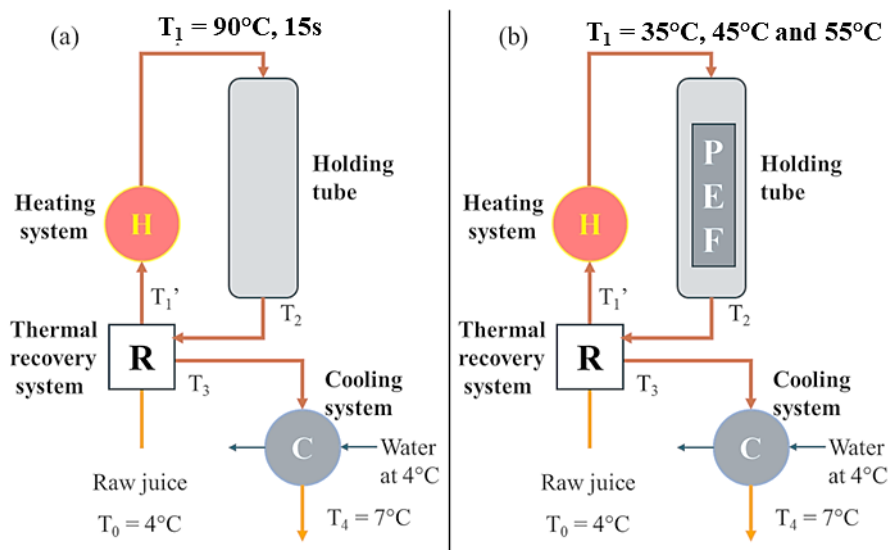 (a)
T₁ = 90°C, 15s
Holding
tube
Heating
system
H
T₁’
T₂
Thermal
recovery
system
R
T₃
Cooling
system
C
Water
at 4°C
Raw juice
T₀ = 4°C
T₄ = 7°C
(b)
T₁ = 35°C, 45°C and 55°C
P
E
F
Holding
tube
Heating
system
H
T₁’
T₂
Thermal
recovery
system
R
T₃
Cooling
system
C
Water
at 4°C
Raw juice
T₀ = 4°C
T₄ = 7°C